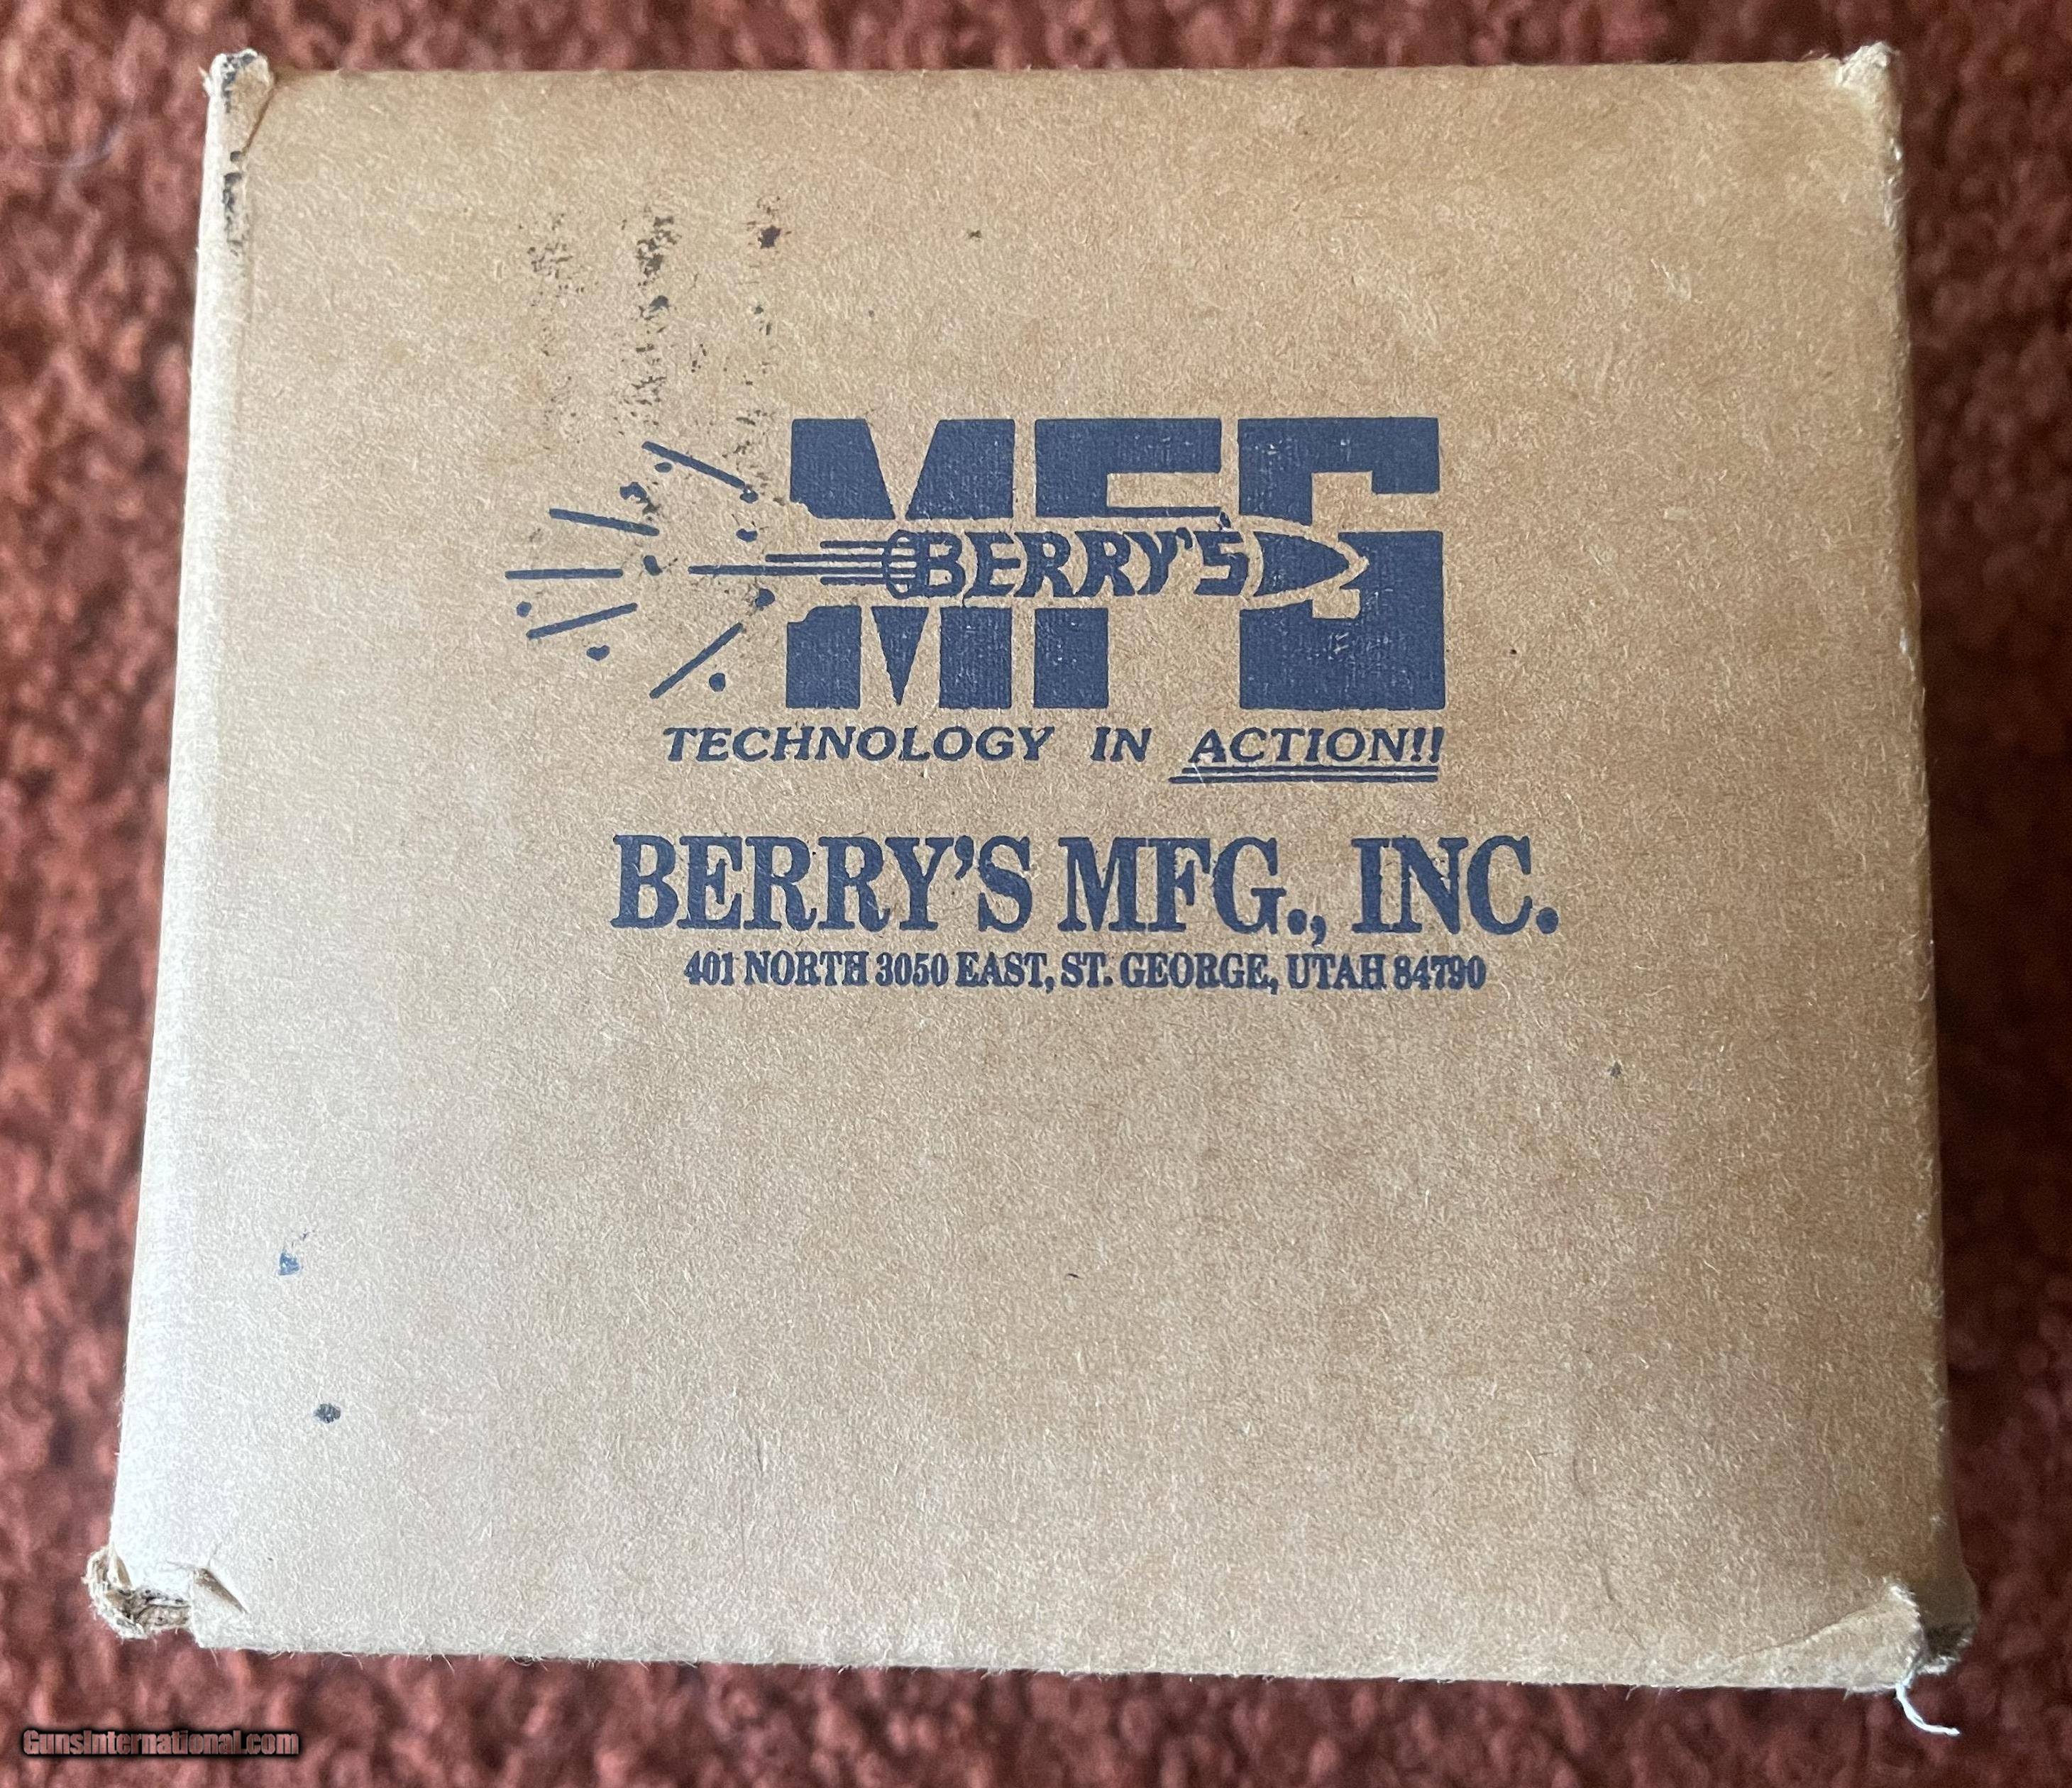 MFG
BERRY'S
TECHNOLOGY IN ACTION!!
BERRY'S MFG., INC.
401 NORTH 3050 EAST, ST. GEORGE, UTAH 84790
GunsInternational.com